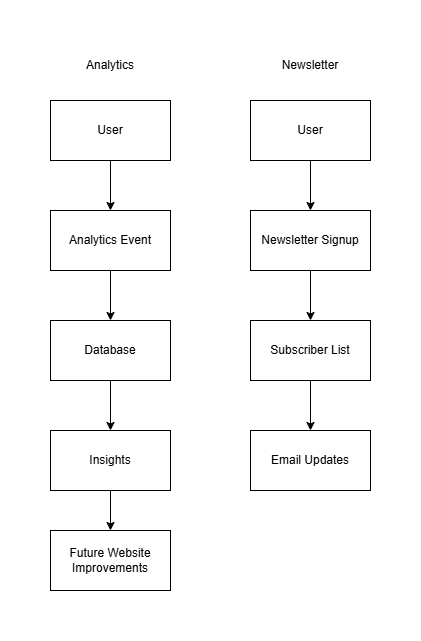 Analytics
Newsletter
User
User
Analytics Event
Newsletter Signup
Database
Subscriber List
Insights
Email Updates
Future Website
Improvements